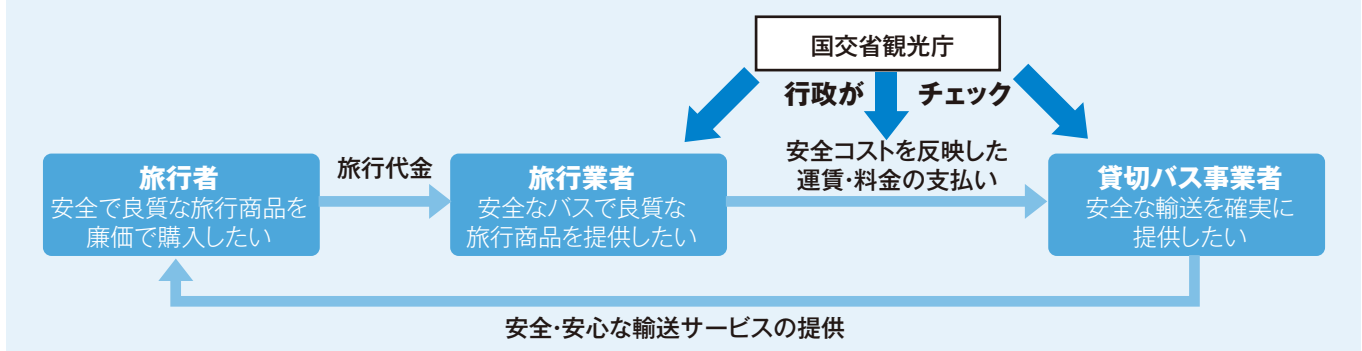 国交省観光庁
行政が チェック
旅行者
安全で良質な旅行商品を
廉価で購入したい
旅行代金
旅行業者
安全なバスで良質な
旅行商品を提供したい
安全コストを反映した
運賃・料金の支払い
貸切バス事業者
安全な輸送を確実に
提供したい
安全・安心な輸送サービスの提供